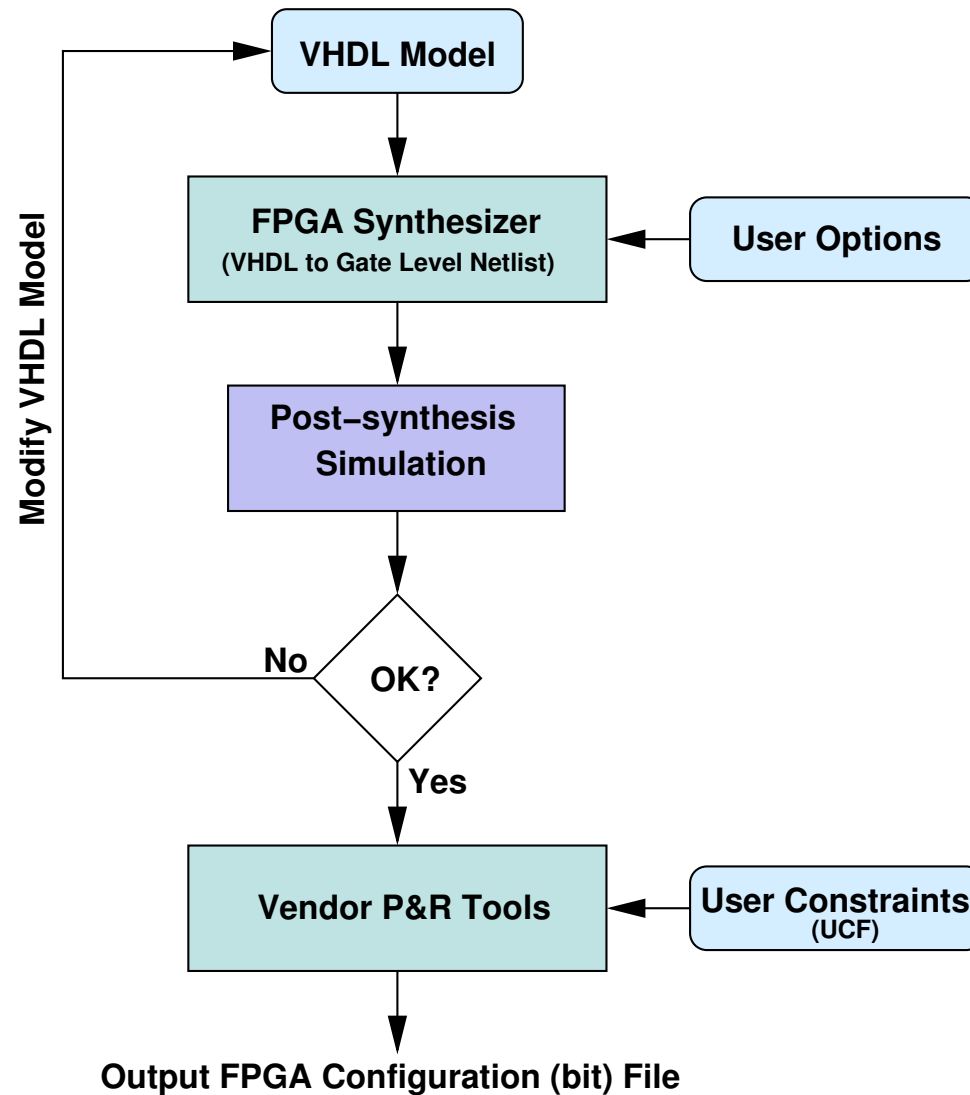 VHDL Model
FPGA Synthesizer
(VHDL to Gate Level Netlist)
User Options
Modify VHDL Model
Post−synthesis
Simulation
No
OK?
Yes
Vendor P&R Tools
User Constraints
(UCF)
Output FPGA Configuration (bit) File